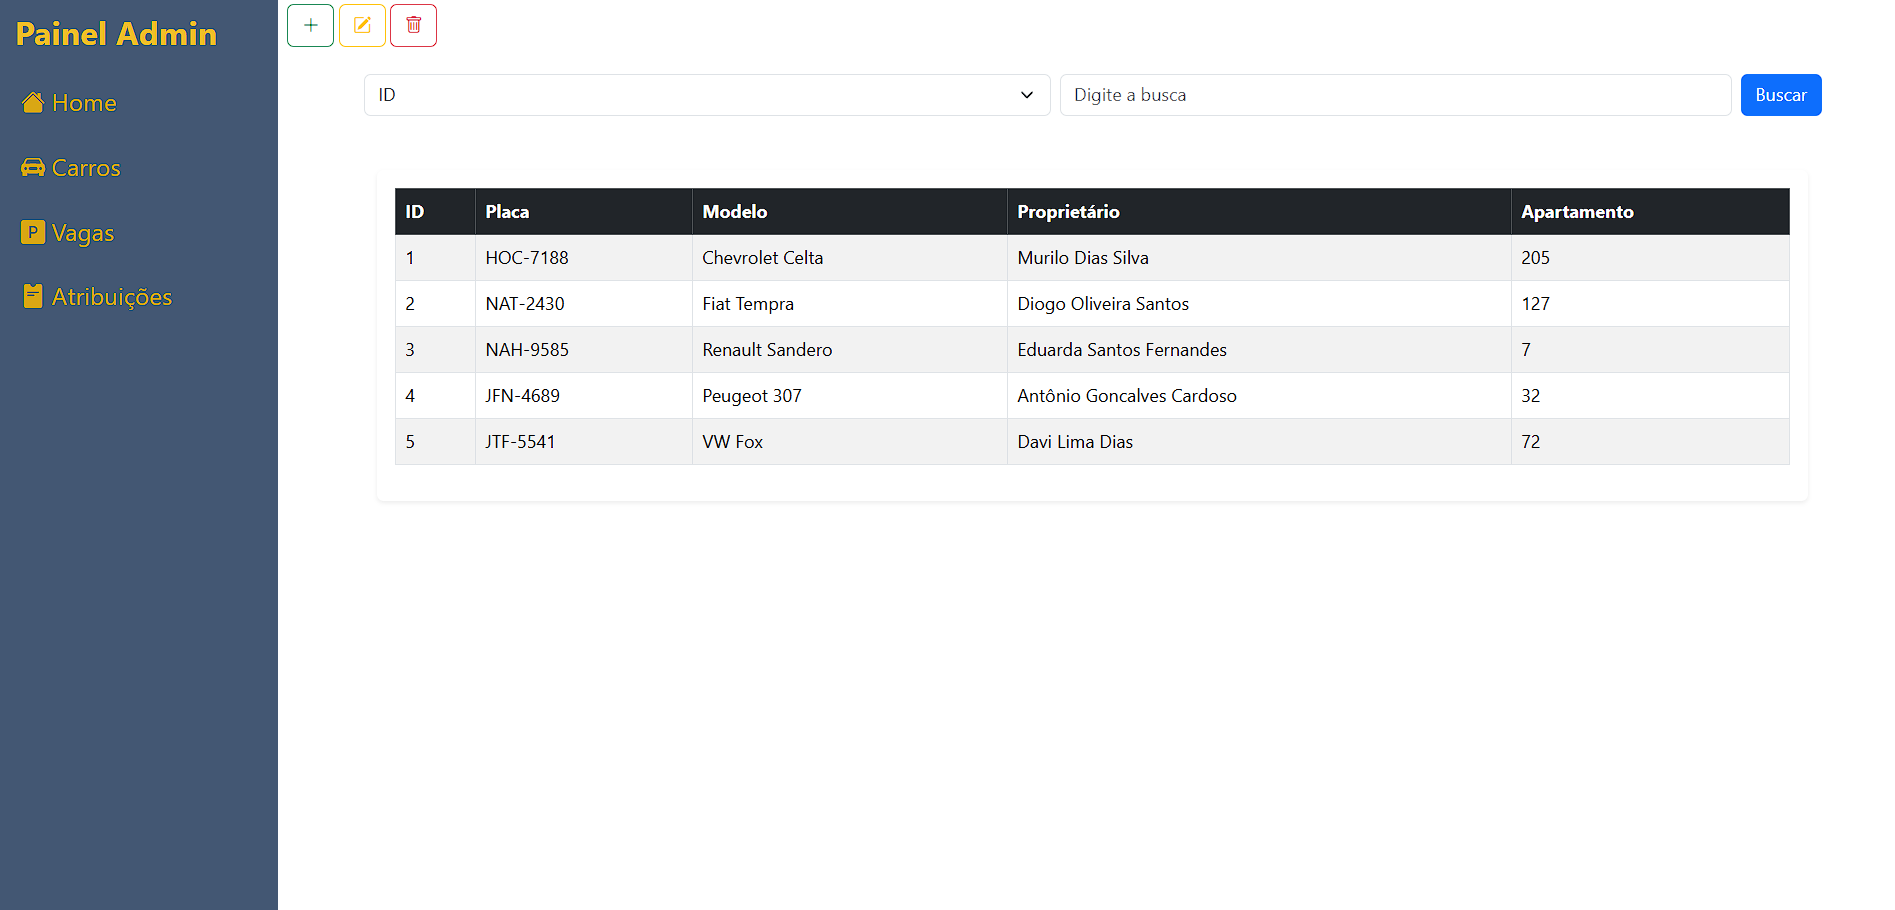 Painel Admin
Home
Carros
P Vagas
Atribuições
ID
Digite a busca
Buscar
ID Placa Modelo Proprietário Apartamento
1 HOC-7188 Chevrolet Celta Murilo Dias Silva 205
2 NAT-2430 Fiat Tempra Diogo Oliveira Santos 127
3 NAH-9585 Renault Sandero Eduarda Santos Fernandes 7
4 JFN-4689 Peugeot 307 Antônio Goncalves Cardoso 32
5 JTF-5541 VW Fox Davi Lima Dias 72